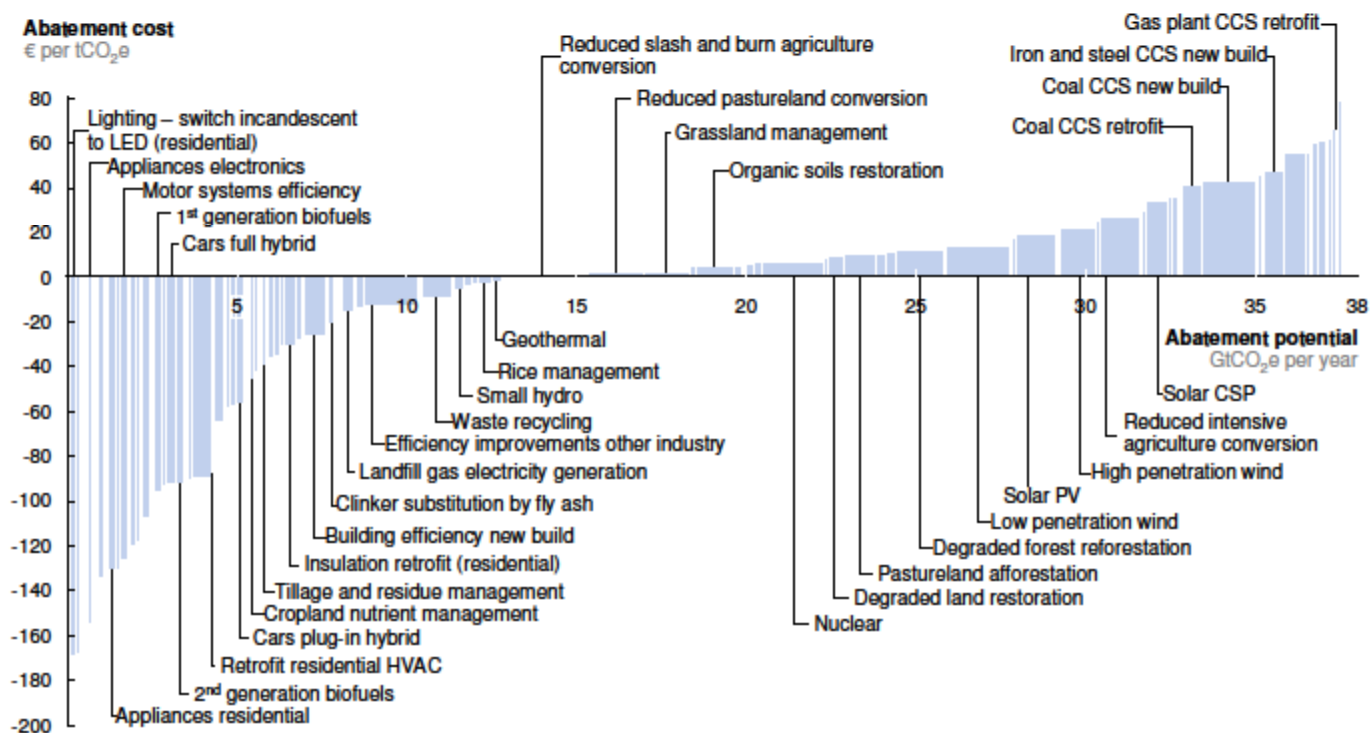 Abatement cost
€ per tCO₂e
Gas plant CCS retrofit
Iron and steel CCS new build
Coal CCS new build
Coal CCS retrofit
Reduced slash and burn agriculture
conversion
Reduced pastureland conversion
Grassland management
Organic soils restoration
Lighting – switch incandescent
to LED (residential)
Appliances electronics
Motor systems efficiency
1st generation biofuels
Cars full hybrid
80
60
40
20
0
-20
-40
-60
-80
-100
-120
-140
-160
-180
-200
5
10
15
20
25
30
35
38
Abatement potential
GtCO₂e per year
Geothermal
Rice management
Small hydro
Waste recycling
Efficiency improvements other industry
Landfill gas electricity generation
Clinker substitution by fly ash
Building efficiency new build
Insulation retrofit (residential)
Tillage and residue management
Cropland nutrient management
Cars plug-in hybrid
Retrofit residential HVAC
2nd generation biofuels
Appliances residential
Solar CSP
Reduced intensive
agriculture conversion
High penetration wind
Solar PV
Low penetration wind
Degraded forest reforestation
Pastureland afforestation
Degraded land restoration
Nuclear